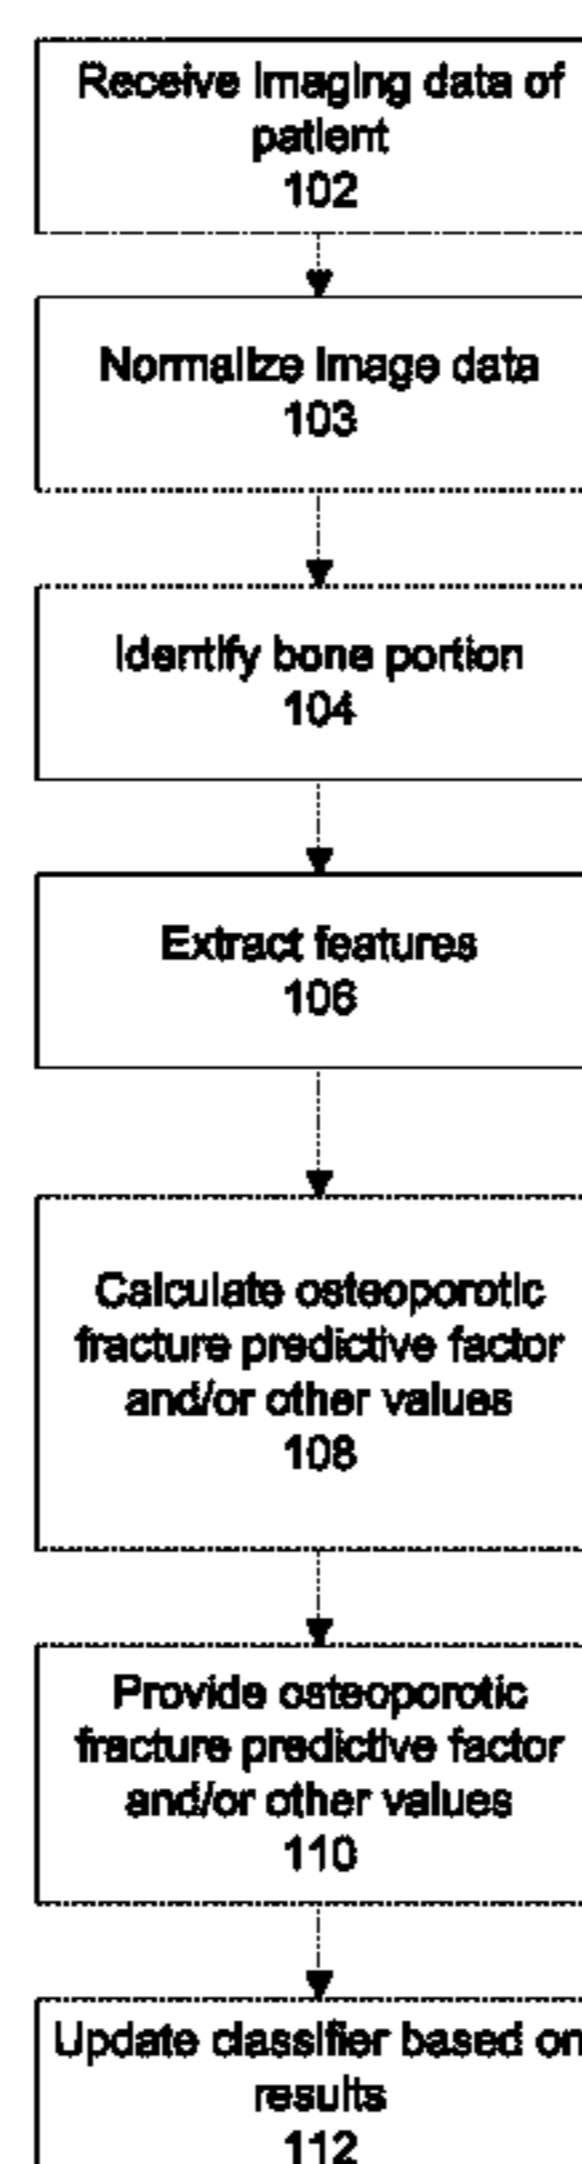 Receive imaging data of
patient
102
Normalize image data
103
Identify bone portion
104
Extract features
106
Calculate osteoporotic
fracture predictive factor
and/or other values
108
Provide osteoporotic
fracture predictive factor
and/or other values
110
Update classifier based on
results
112